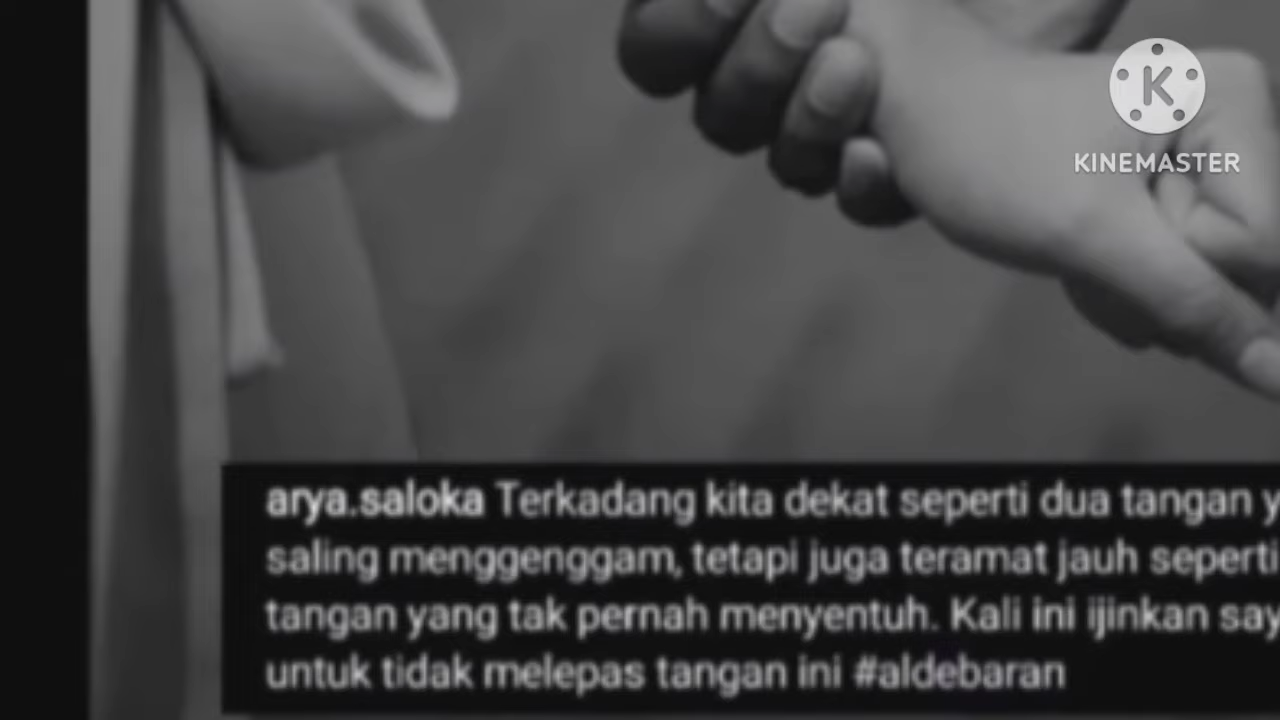 KINEMASTER
arya.saloka Terkadang kita dekat seperti dua tangan y
saling menggenggam, tetapi juga teramat jauh seperti
tangan yang tak pernah menyentuh. Kali ini ijinkan say
untuk tidak melepas tangan ini #aldebaran